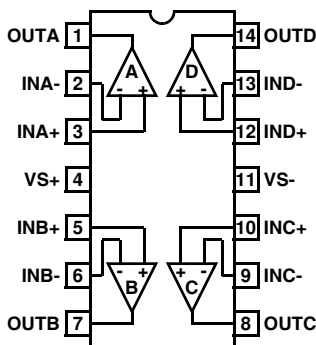 OUTA 1 14 OUTD
A D
INA- 2 - + + - 13 IND-
INA+ 3 12 IND+
VS+ 4 11 VS-
INB+ 5 10 INC+
INB- 6 - + + - 9 INC-
B C
OUTB 7 8 OUTC